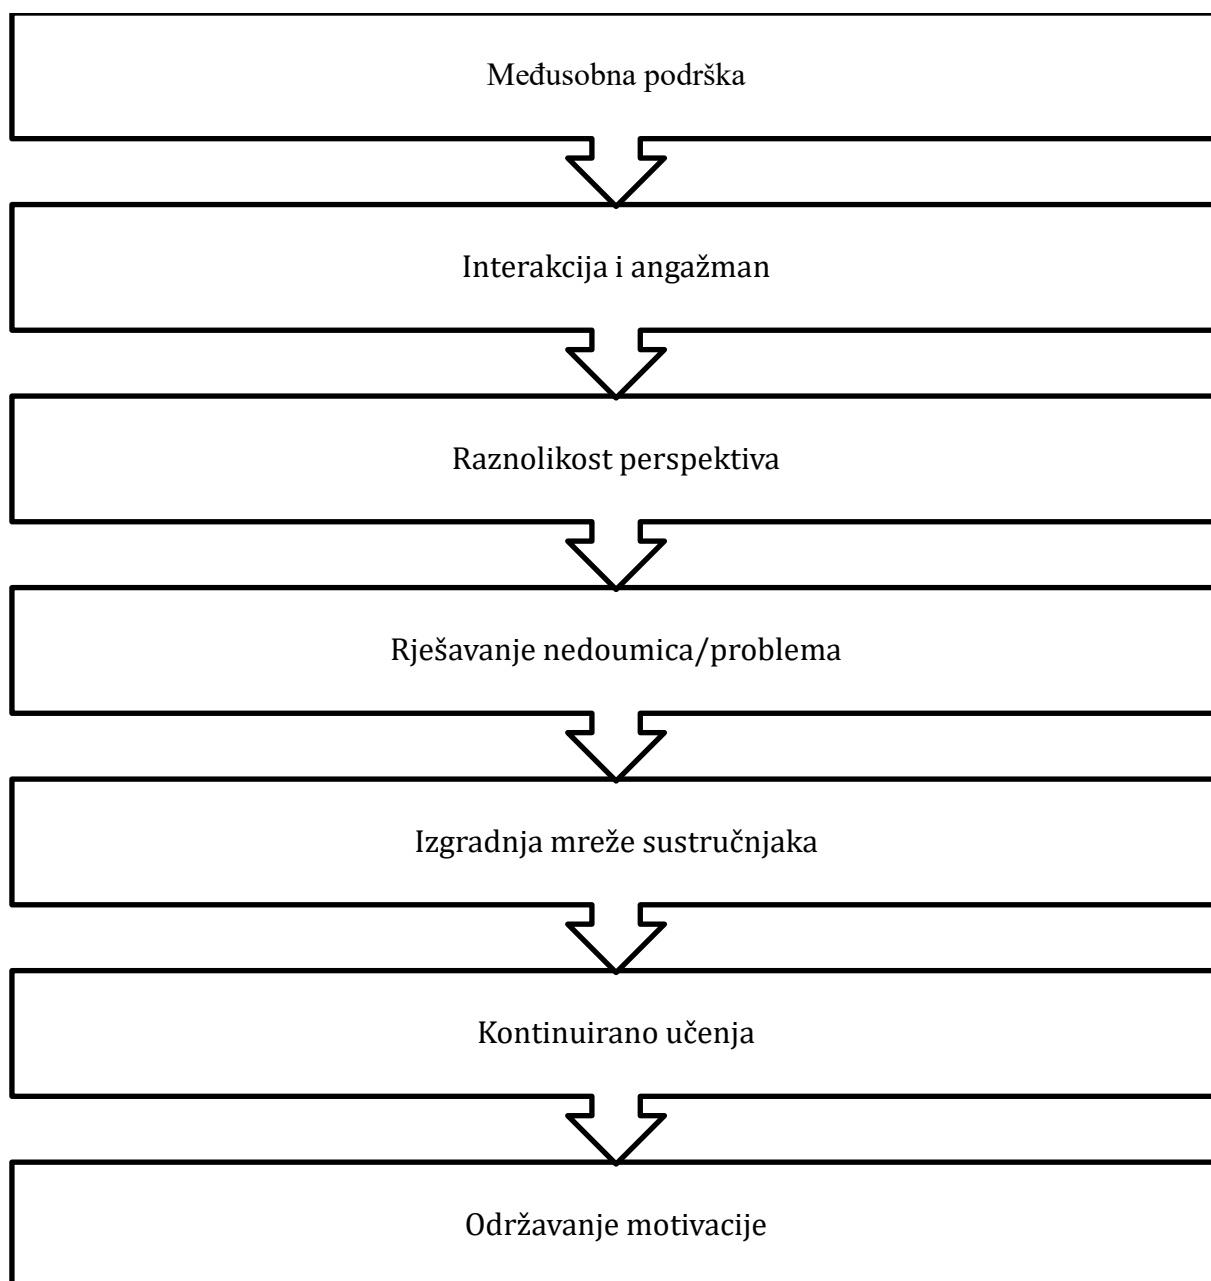 Međusobna podrška
Interakcija i angažman
Raznolikost perspektiva
Rješavanje nedoumica/problema
Izgradnja mreže sustručnjaka
Kontinuirano učenja
Održavanje motivacije